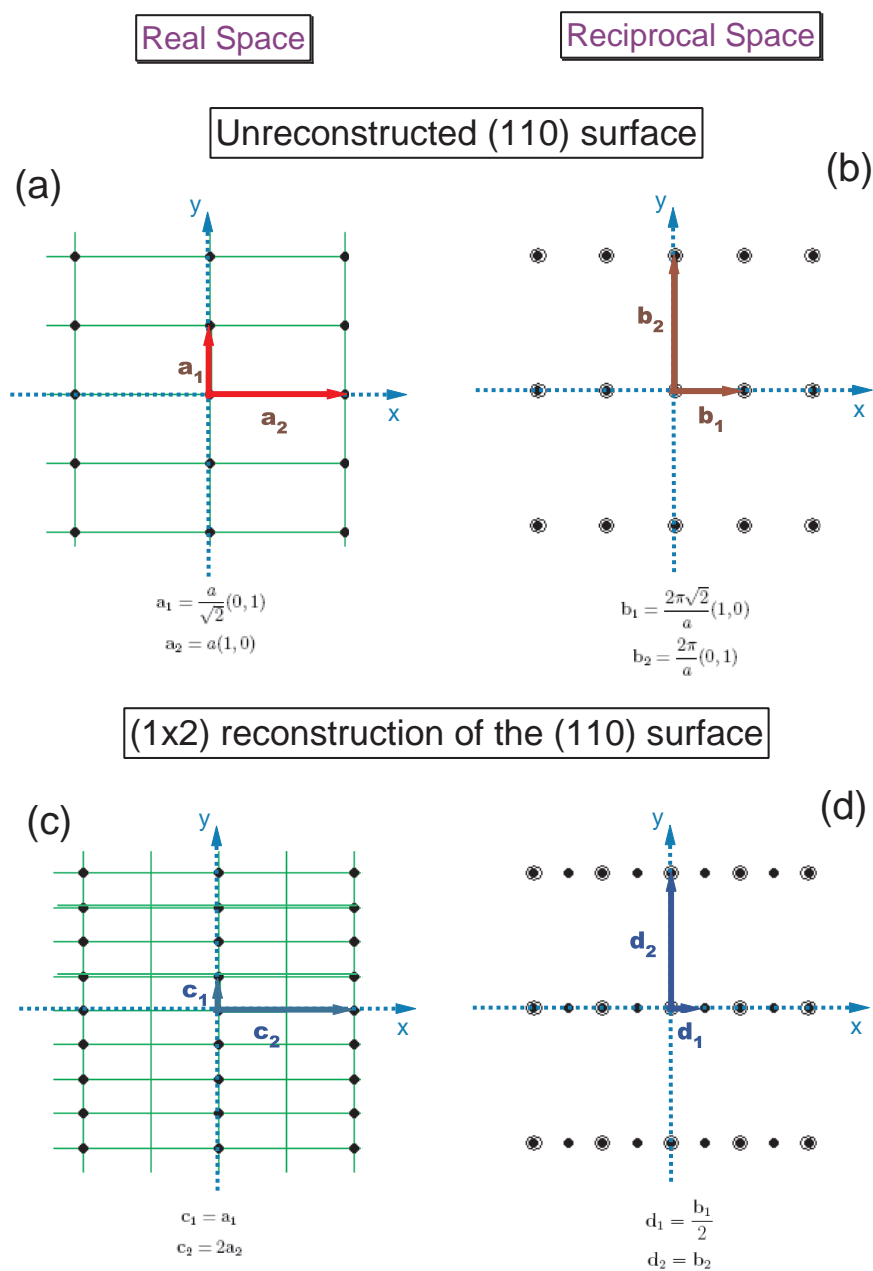 Real Space
Reciprocal Space
Unreconstructed (110) surface
(a)
(b)
y
y
a₁
a₂
x
b₂
b₁
x
a₁ = a/√2 (0, 1)
a₂ = a(1, 0)
b₁ = 2π√2/a (1, 0)
b₂ = 2π/a (0, 1)
(1x2) reconstruction of the (110) surface
(c)
(d)
y
y
c₁
c₂
x
d₂
d₁
x
c₁ = a₁
c₂ = 2a₂
d₁ = b₁/2
d₂ = b₂